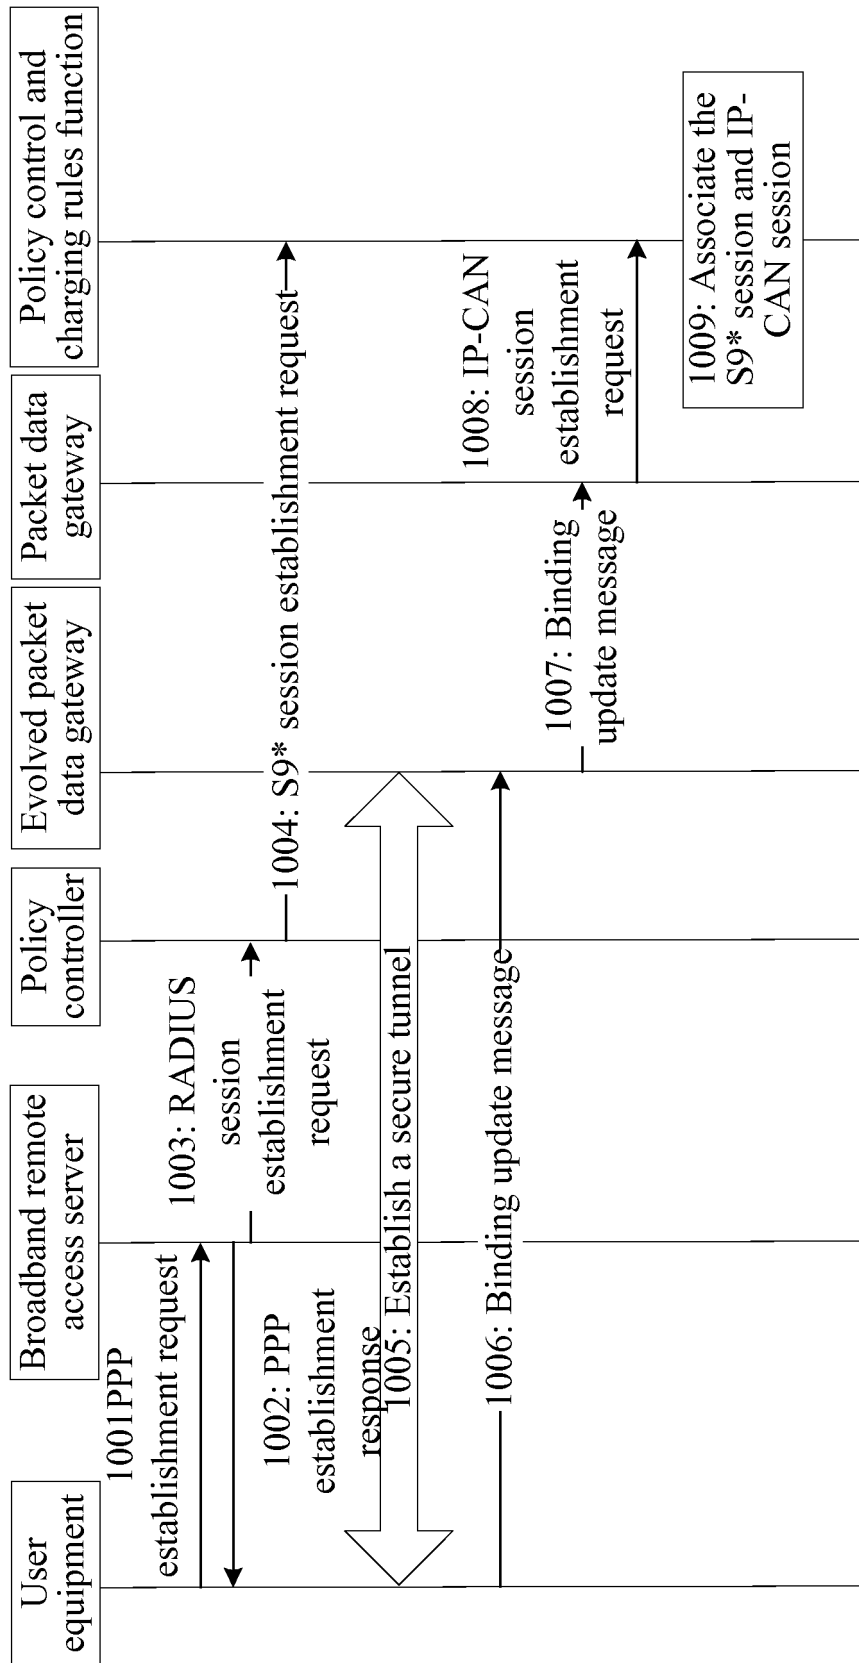 User
equipment
Broadband remote
access server
Policy
controller
Evolved packet
data gateway
Packet data
gateway
Policy control and
charging rules function
1001PPP
establishment request
1002: PPP
establishment
response
1003: RADIUS
session
establishment
request
1004: S9* session establishment request
1005: Establish a secure tunnel
1006: Binding update message
1007: Binding
update message
1008: IP-CAN
session
establishment
request
1009: Associate the
S9* session and IP-
CAN session